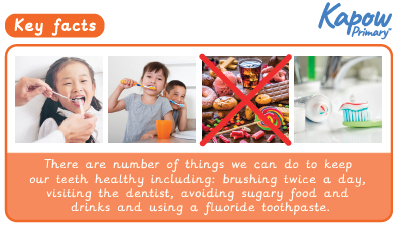 Key facts
Kapow
Primary™
There are number of things we can do to keep
our teeth healthy including: brushing twice a day,
visiting the dentist, avoiding sugary food and
drinks and using a fluoride toothpaste.